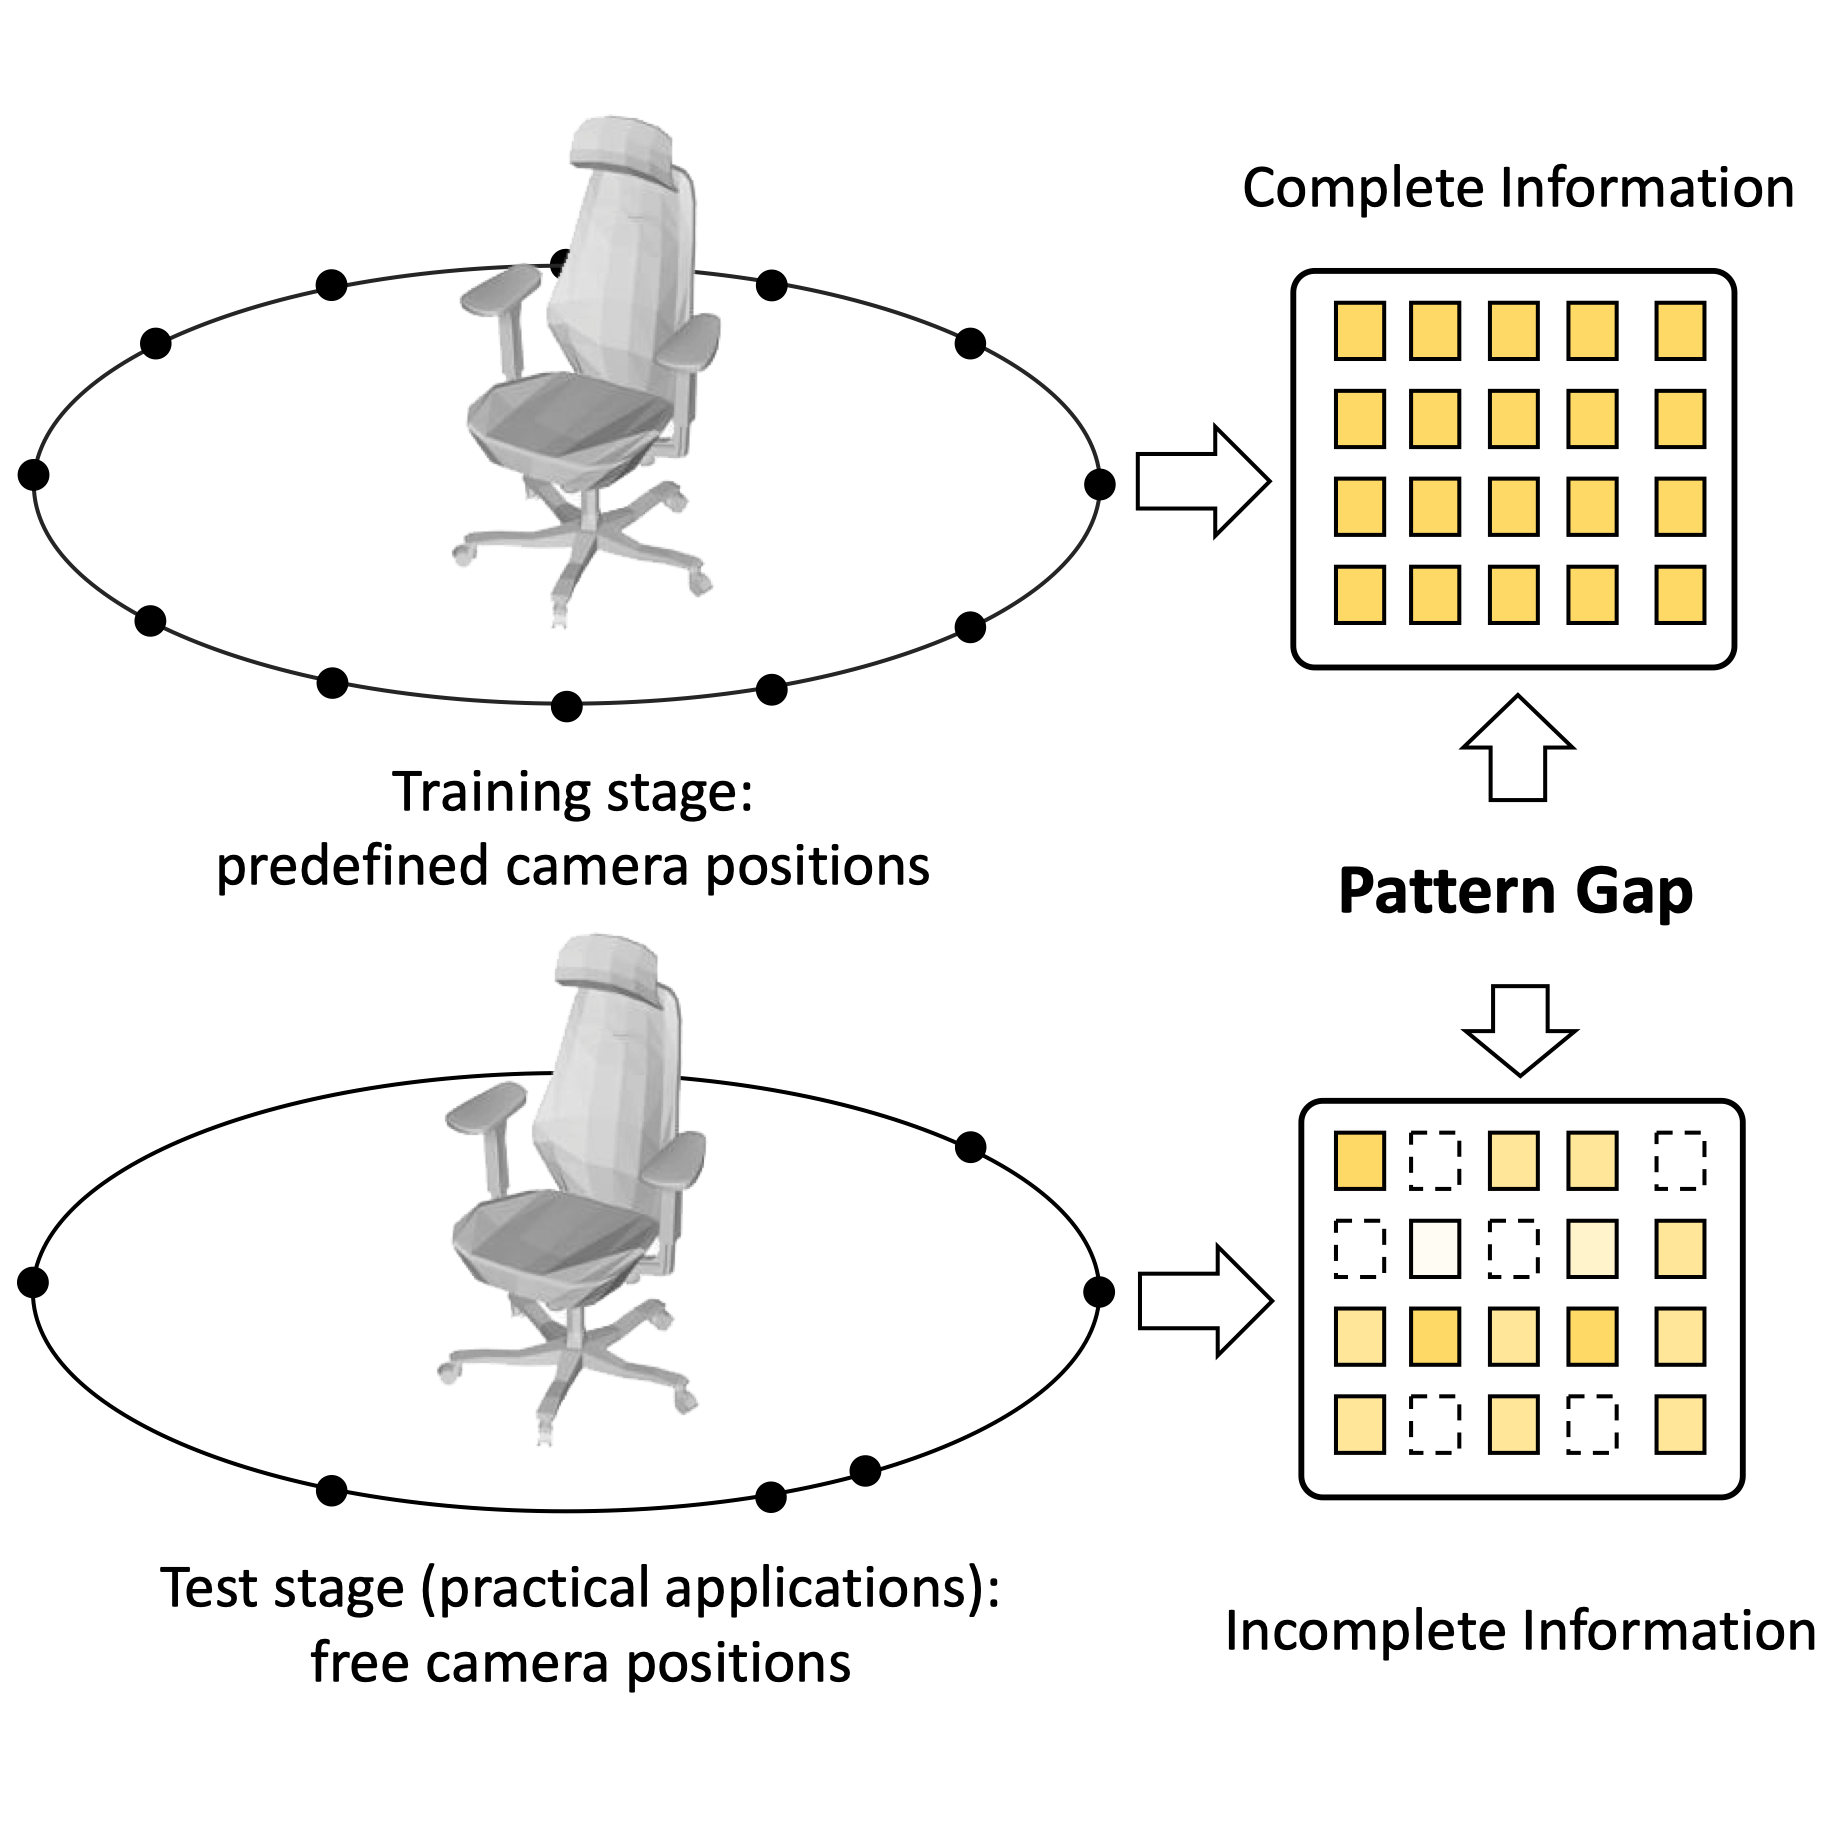 Complete Information
Training stage:
predefined camera positions
Pattern Gap
Test stage (practical applications):
free camera positions
Incomplete Information